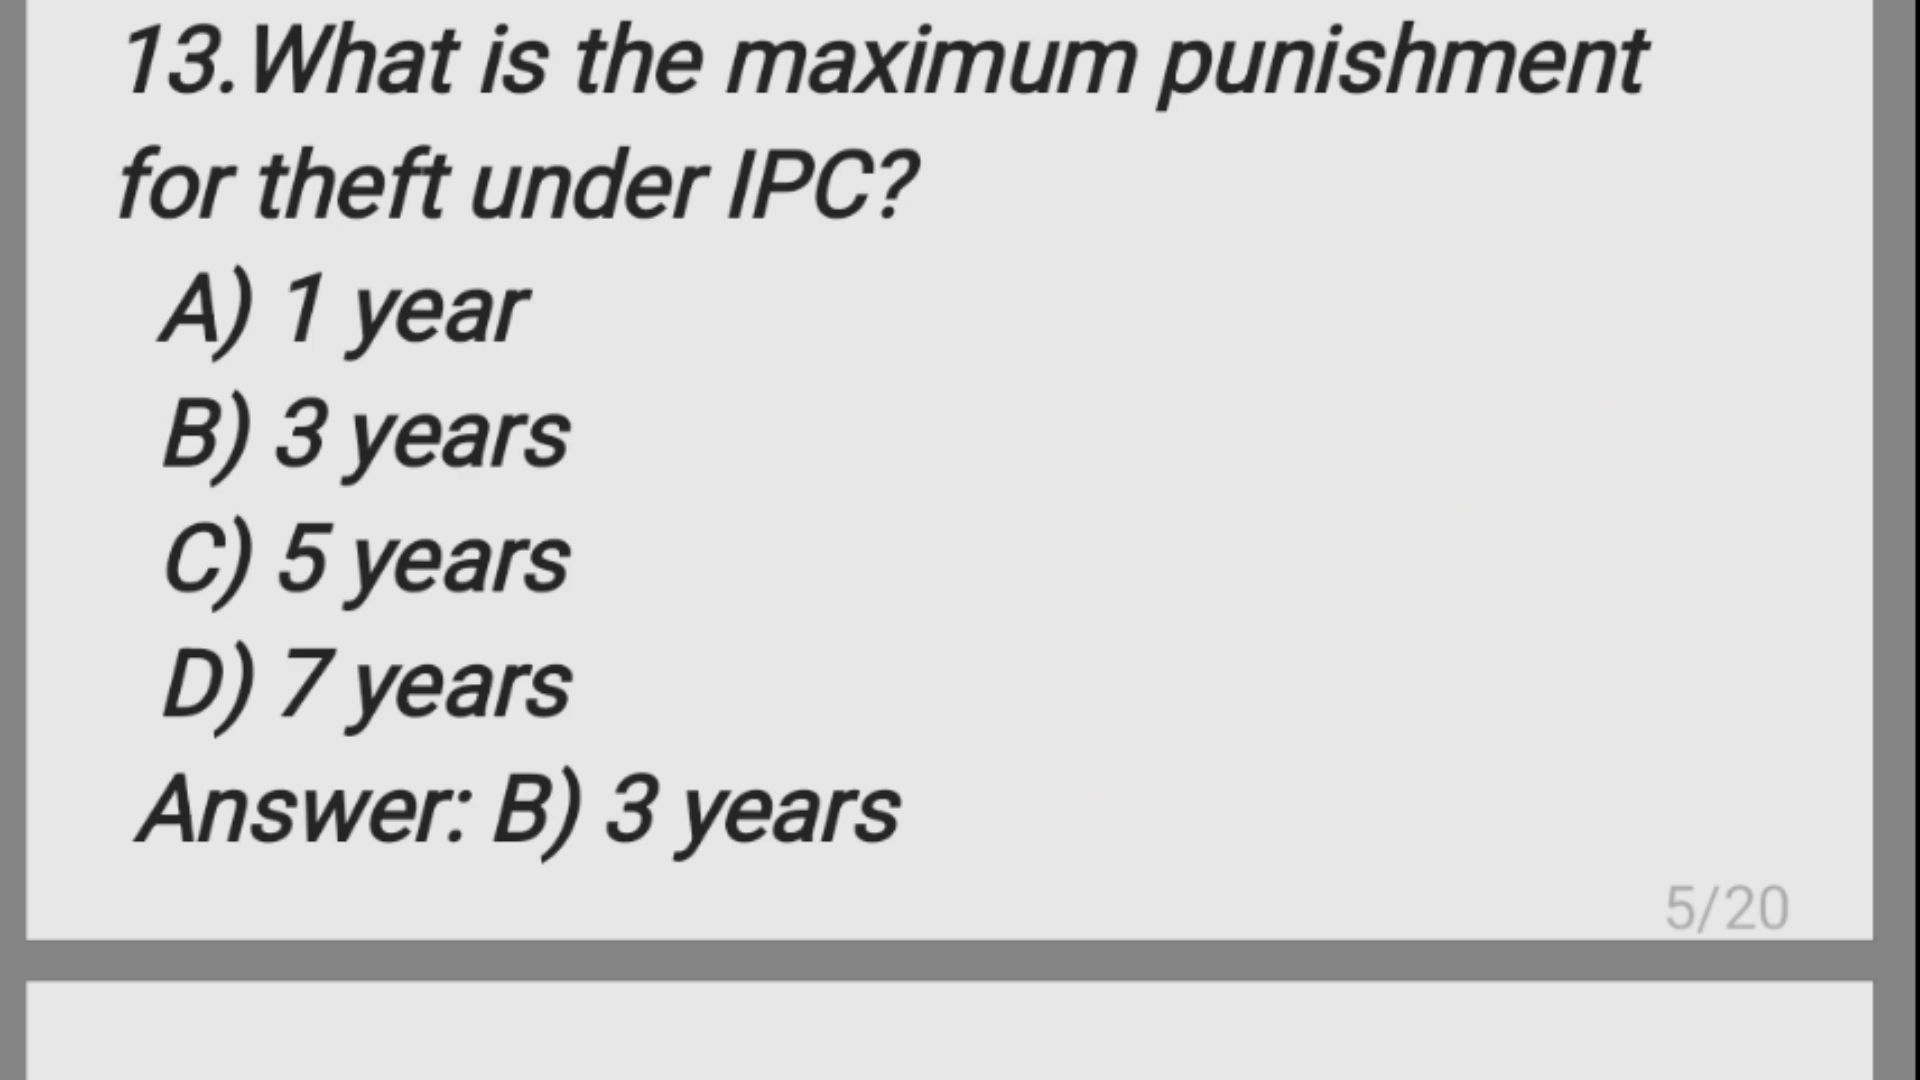 13.What is the maximum punishment
for theft under IPC?
A) 1 year
B) 3 years
C) 5 years
D) 7 years
Answer: B) 3 years
5/20